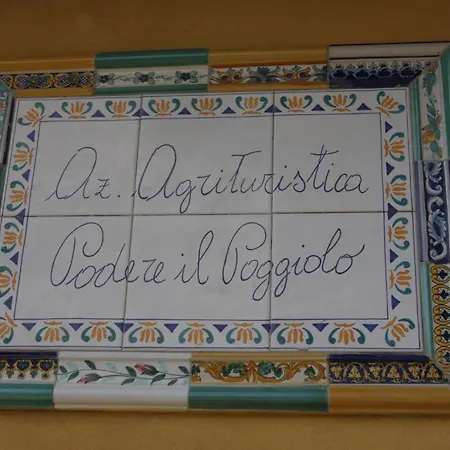 Az. Agrituristica
Podere il Poggiolo